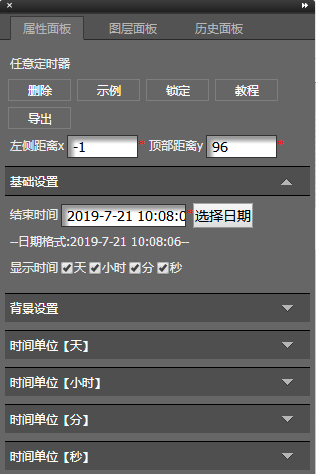 属性面板 图层面板 历史面板
任意定时器
删除 示例 锁定 教程
导出
左侧距离x -1 * 顶部距离y 96 *
基础设置
结束时间 2019-7-21 10:08:0 * 选择日期
--日期格式:2019-7-21 10:08:06--
显示时间 天 小时 分 秒
背景设置
时间单位【天】
时间单位【小时】
时间单位【分】
时间单位【秒】